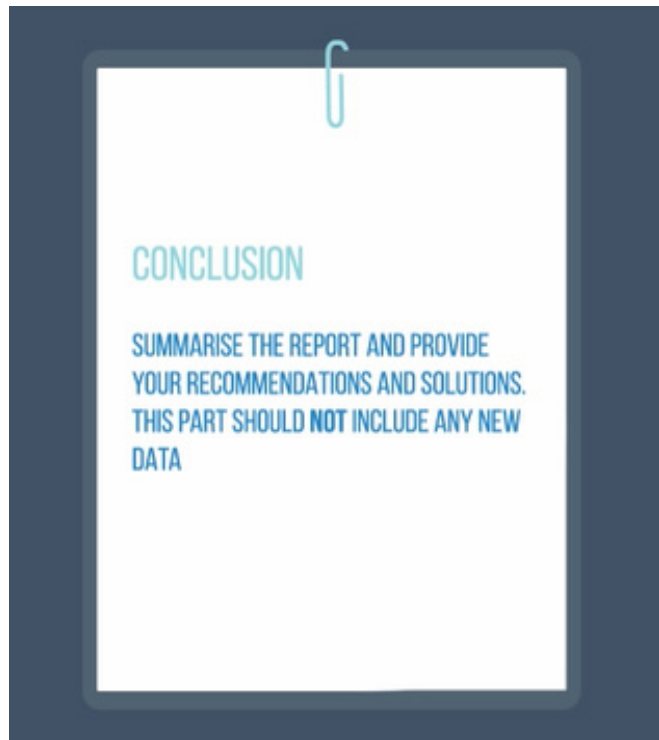 CONCLUSION
SUMMARISE THE REPORT AND PROVIDE
YOUR RECOMMENDATIONS AND SOLUTIONS.
THIS PART SHOULD NOT INCLUDE ANY NEW
DATA